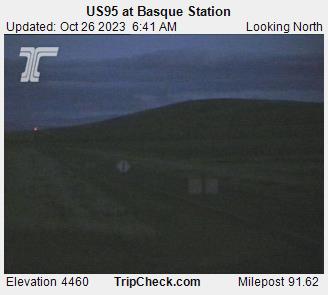 US95 at Basque Station
Updated: Oct 26 2023 6:41 AM Looking North
Elevation 4460 TripCheck.com Milepost 91.62